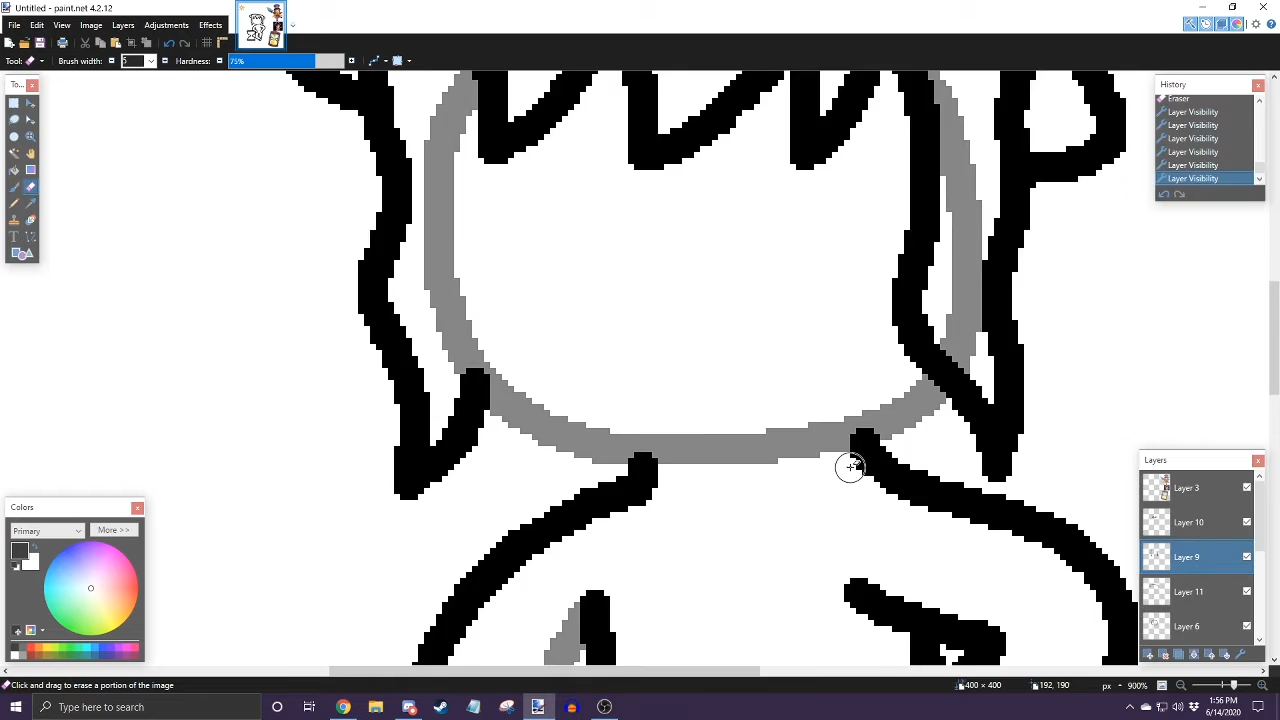 Untitled - paint.net 4.2.12
File Edit View Image Layers Adjustments Effects
Tool: Brush width: 5 Hardness: 75%
To...
History
Eraser
Layer Visibility
Layer Visibility
Layer Visibility
Layer Visibility
Layer Visibility
Layer Visibility
Layers
Layer 3
Layer 10
Layer 9
Layer 11
Layer 6
Colors
Primary More >>
Click and drag to erase a portion of the image 400 × 400 192, 190 px 900%
Type here to search
1:56 PM
6/14/2020